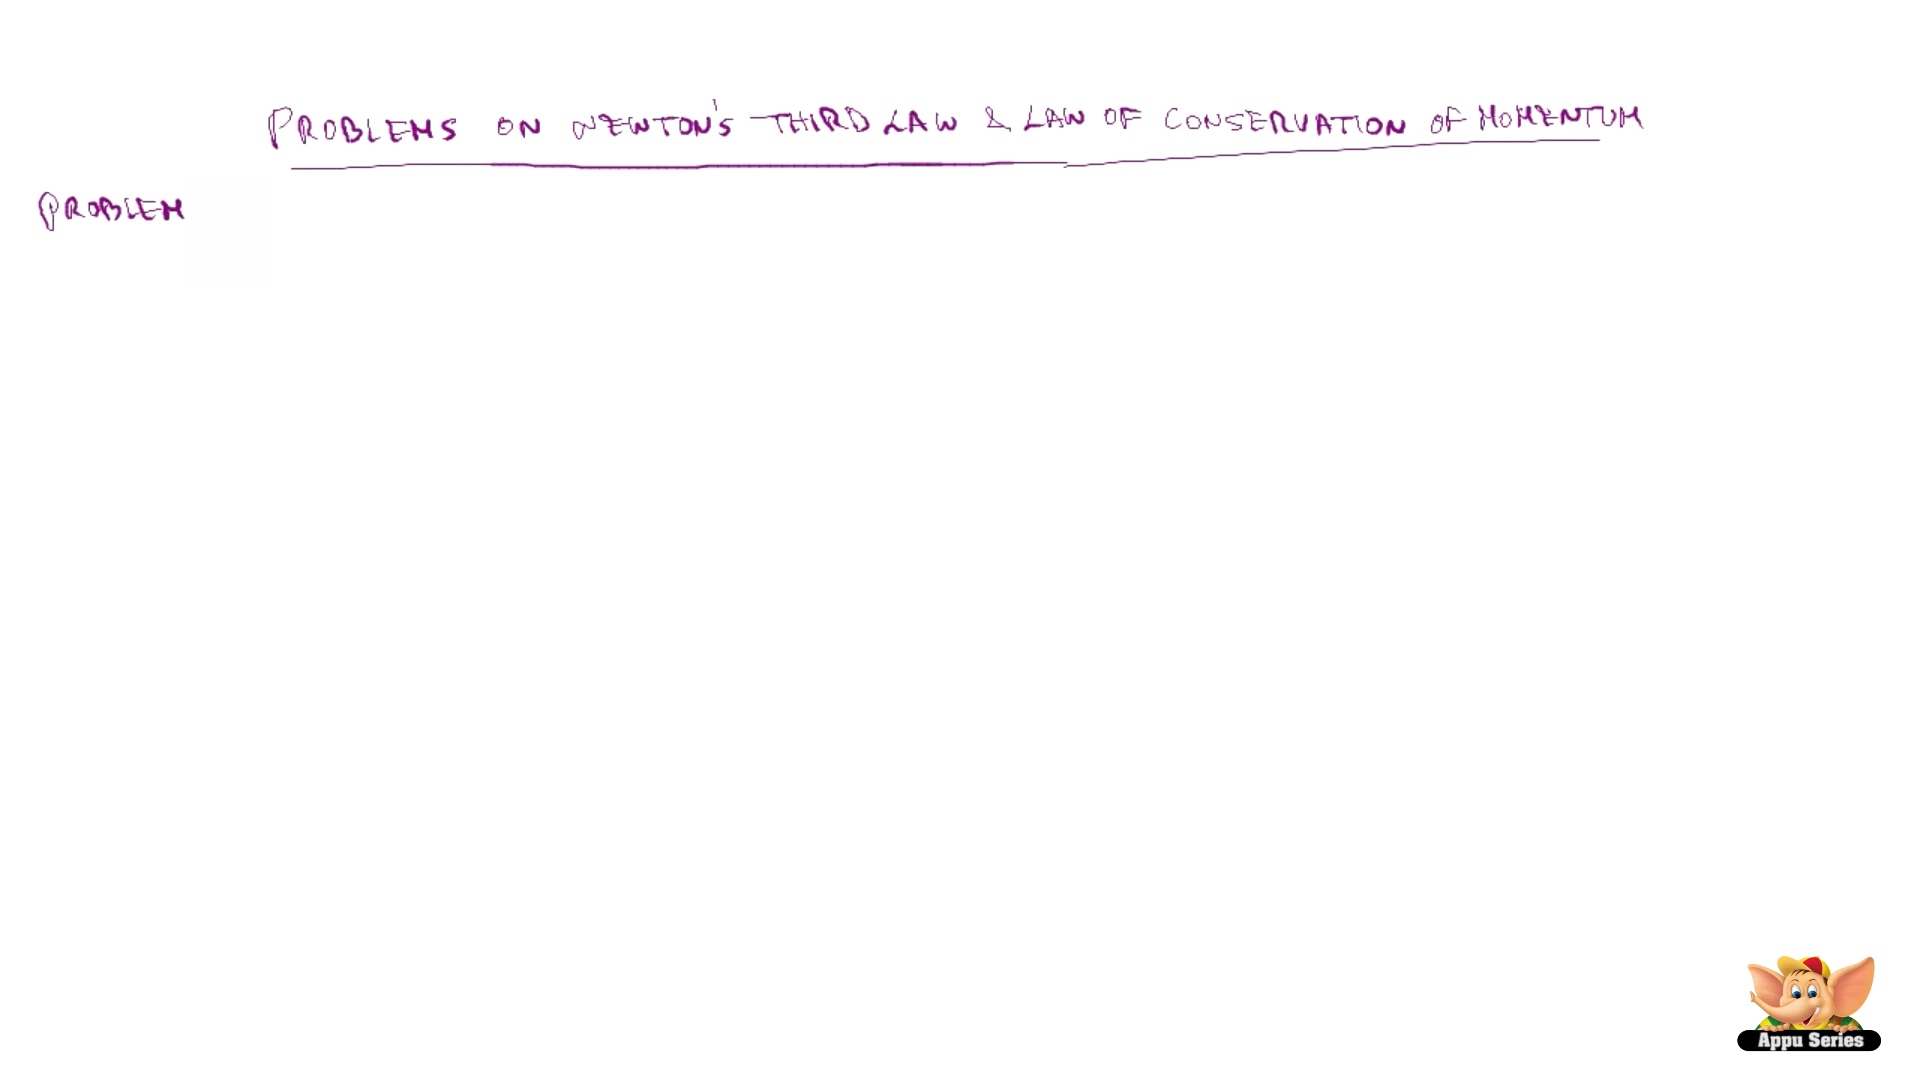 PROBLEMS ON NEWTON'S THIRD LAW & LAW OF CONSERVATION OF MOMENTUM
PROBLEM
Appu Series